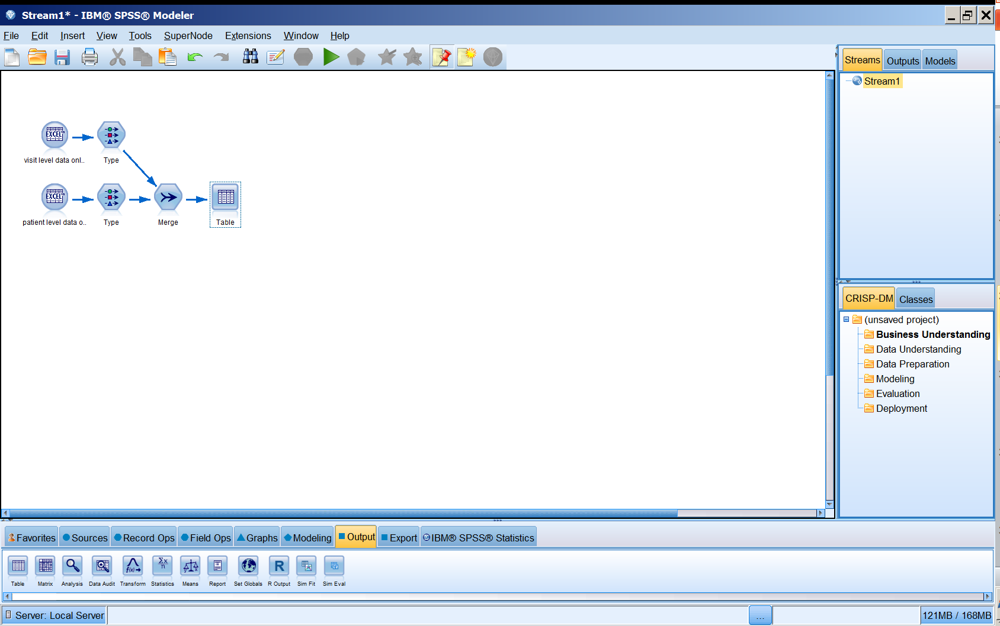 Stream1* - IBM® SPSS® Modeler
File Edit Insert View Tools SuperNode Extensions Window Help
Streams Outputs Models
Stream1
EXCEL™
visit level data onl..
Type
EXCEL™
patient level data o..
Type
Merge
Table
CRISP-DM Classes
(unsaved project)
Business Understanding
Data Understanding
Data Preparation
Modeling
Evaluation
Deployment
Favorites Sources Record Ops Field Ops Graphs Modeling Output Export IBM® SPSS® Statistics
f(x)
Σx
n
R
Table Matrix Analysis Data Audit Transform Statistics Means Report Set Globals R Output Sim Fit Sim Eval
Server: Local Server
...
121MB / 168MB